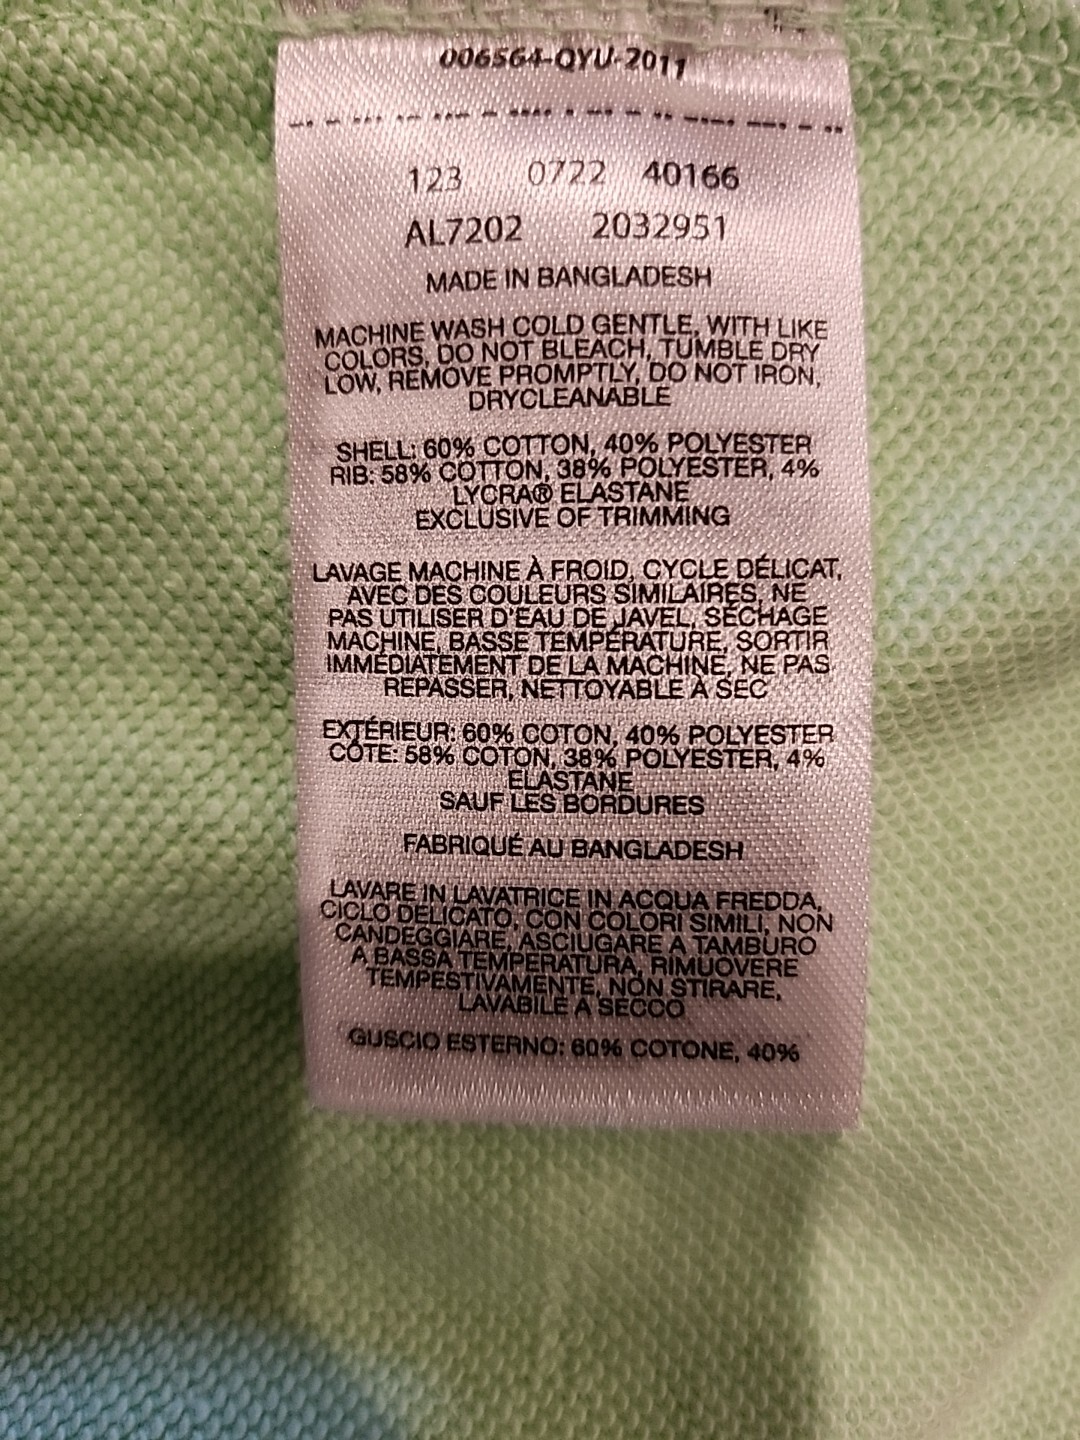 006564-QYU-2011
123 0722 40166
AL7202 2032951
MADE IN BANGLADESH
MACHINE WASH COLD GENTLE, WITH LIKE
COLORS, DO NOT BLEACH, TUMBLE DRY
LOW, REMOVE PROMPTLY, DO NOT IRON,
DRYCLEANABLE
SHELL: 60% COTTON, 40% POLYESTER
RIB: 58% COTTON, 38% POLYESTER, 4%
LYCRA® ELASTANE
EXCLUSIVE OF TRIMMING
LAVAGE MACHINE À FROID, CYCLE DÉLICAT,
AVEC DES COULEURS SIMILAIRES, NE
PAS UTILISER D'EAU DE JAVEL, SÉCHAGE
MACHINE, BASSE TEMPÉRATURE, SORTIR
IMMÉDIATEMENT DE LA MACHINE, NE PAS
REPASSER, NETTOYABLE À SEC
EXTÉRIEUR: 60% COTON, 40% POLYESTER
CÔTE: 58% COTON, 38% POLYESTER, 4%
ELASTANE
SAUF LES BORDURES
FABRIQUÉ AU BANGLADESH
LAVARE IN LAVATRICE IN ACQUA FREDDA,
CICLO DELICATO, CON COLORI SIMILI, NON
CANDEGGIARE, ASCIUGARE A TAMBURO
A BASSA TEMPERATURA, RIMUOVERE
TEMPESTIVAMENTE, NON STIRARE,
LAVABILE A SECCO
GUSCIO ESTERNO: 60% COTONE, 40%